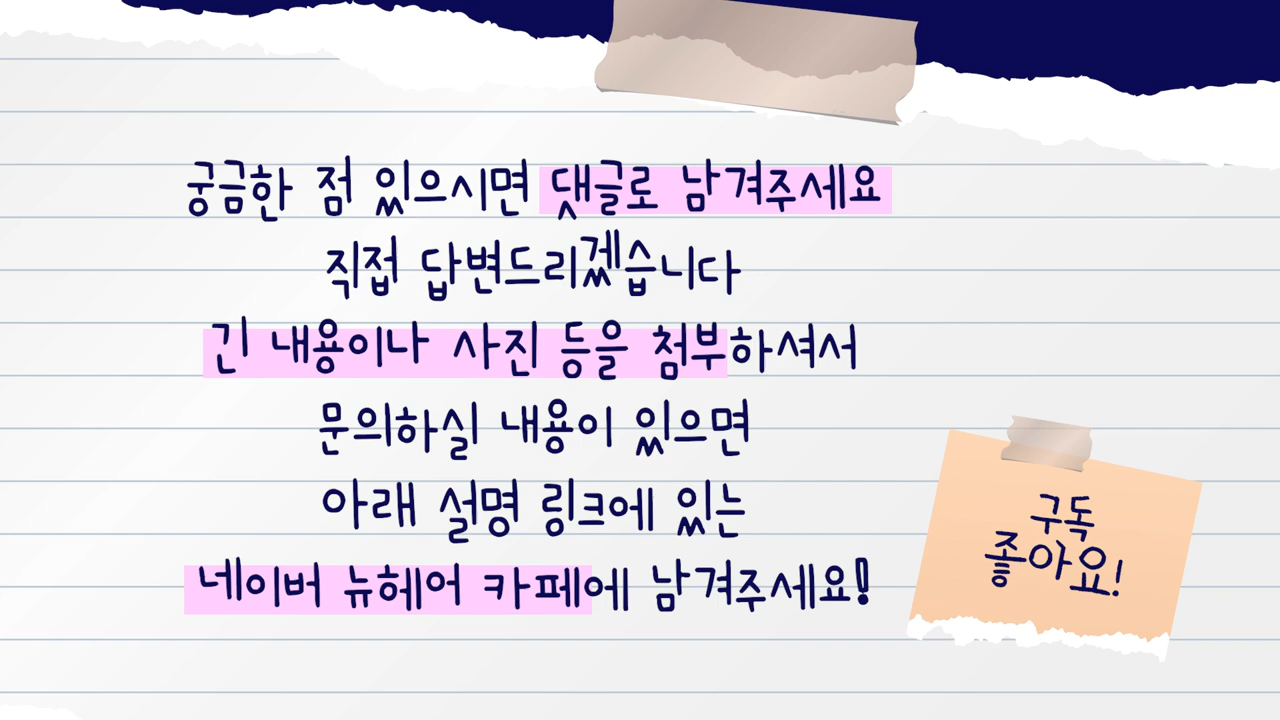 궁금한 점 있으시면 댓글로 남겨주세요
직접 답변드리겠습니다
긴 내용이나 사진 등을 첨부하셔서
문의하실 내용이 있으면
아래 설명 링크에 있는
네이버 뉴헤어 카페에 남겨주세요!
구독
좋아요!